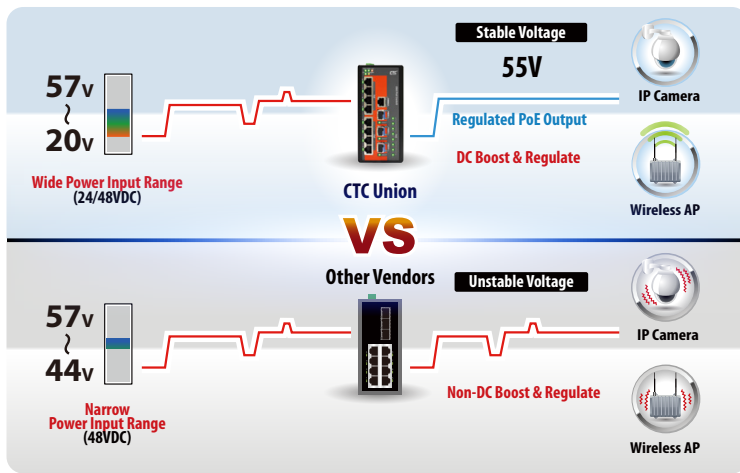 57v
~
20v
Wide Power Input Range
(24/48VDC)
CTC Union
Stable Voltage
55V
Regulated PoE Output
DC Boost & Regulate
IP Camera
Wireless AP
VS
Other Vendors
57v
~
44v
Narrow
Power Input Range
(48VDC)
Unstable Voltage
Non-DC Boost & Regulate
IP Camera
Wireless AP